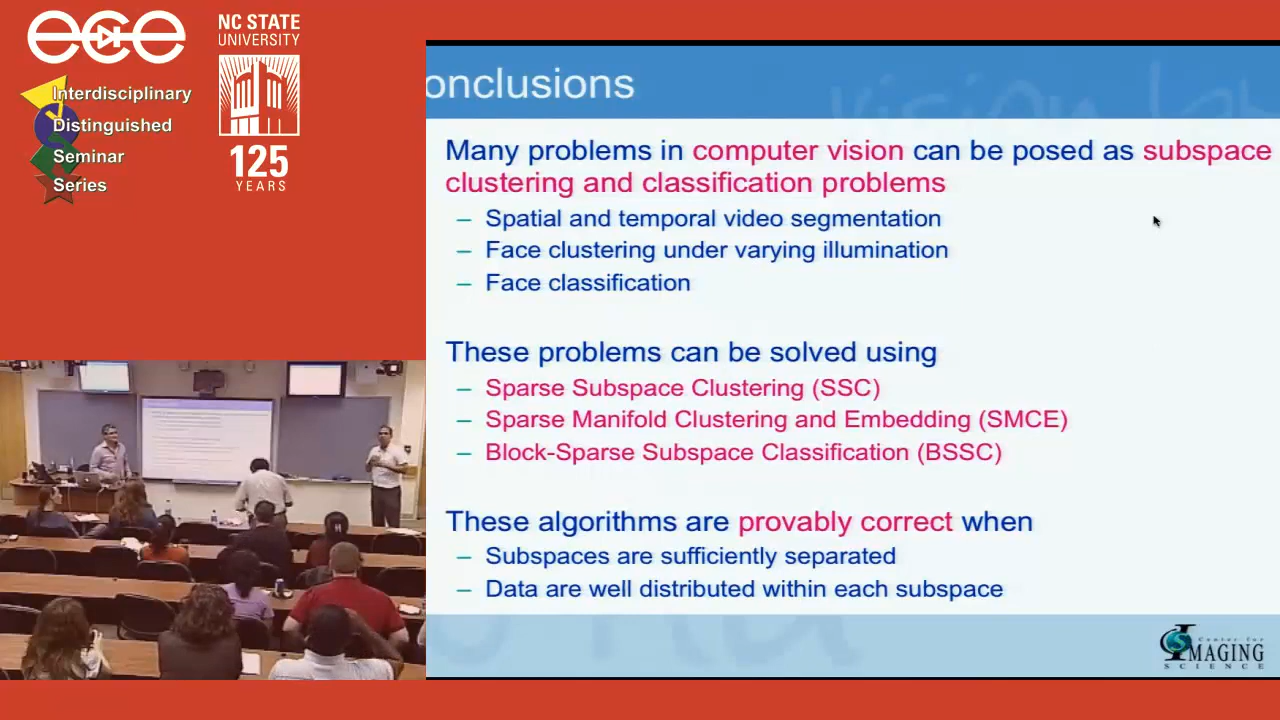 ece
Interdisciplinary
Distinguished
Seminar
Series
NC STATE
UNIVERSITY
125
YEARS
onclusions
Many problems in computer vision can be posed as subspace
clustering and classification problems
– Spatial and temporal video segmentation
– Face clustering under varying illumination
– Face classification
These problems can be solved using
– Sparse Subspace Clustering (SSC)
– Sparse Manifold Clustering and Embedding (SMCE)
– Block-Sparse Subspace Classification (BSSC)
These algorithms are provably correct when
– Subspaces are sufficiently separated
– Data are well distributed within each subspace
Center for
IMAGING
SCIENCE